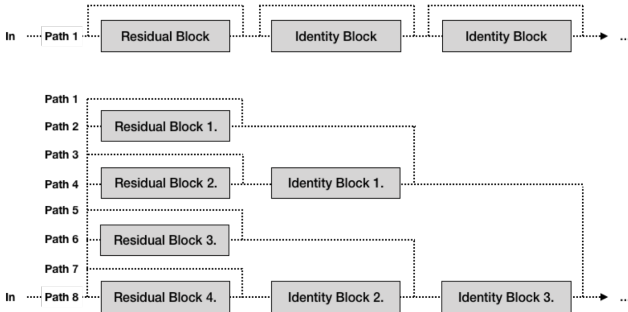 In Path 1 Residual Block Identity Block Identity Block ...
Path 1
Path 2 Residual Block 1.
Path 3
Path 4 Residual Block 2. Identity Block 1.
Path 5
Path 6 Residual Block 3.
Path 7
In Path 8 Residual Block 4. Identity Block 2. Identity Block 3. ...